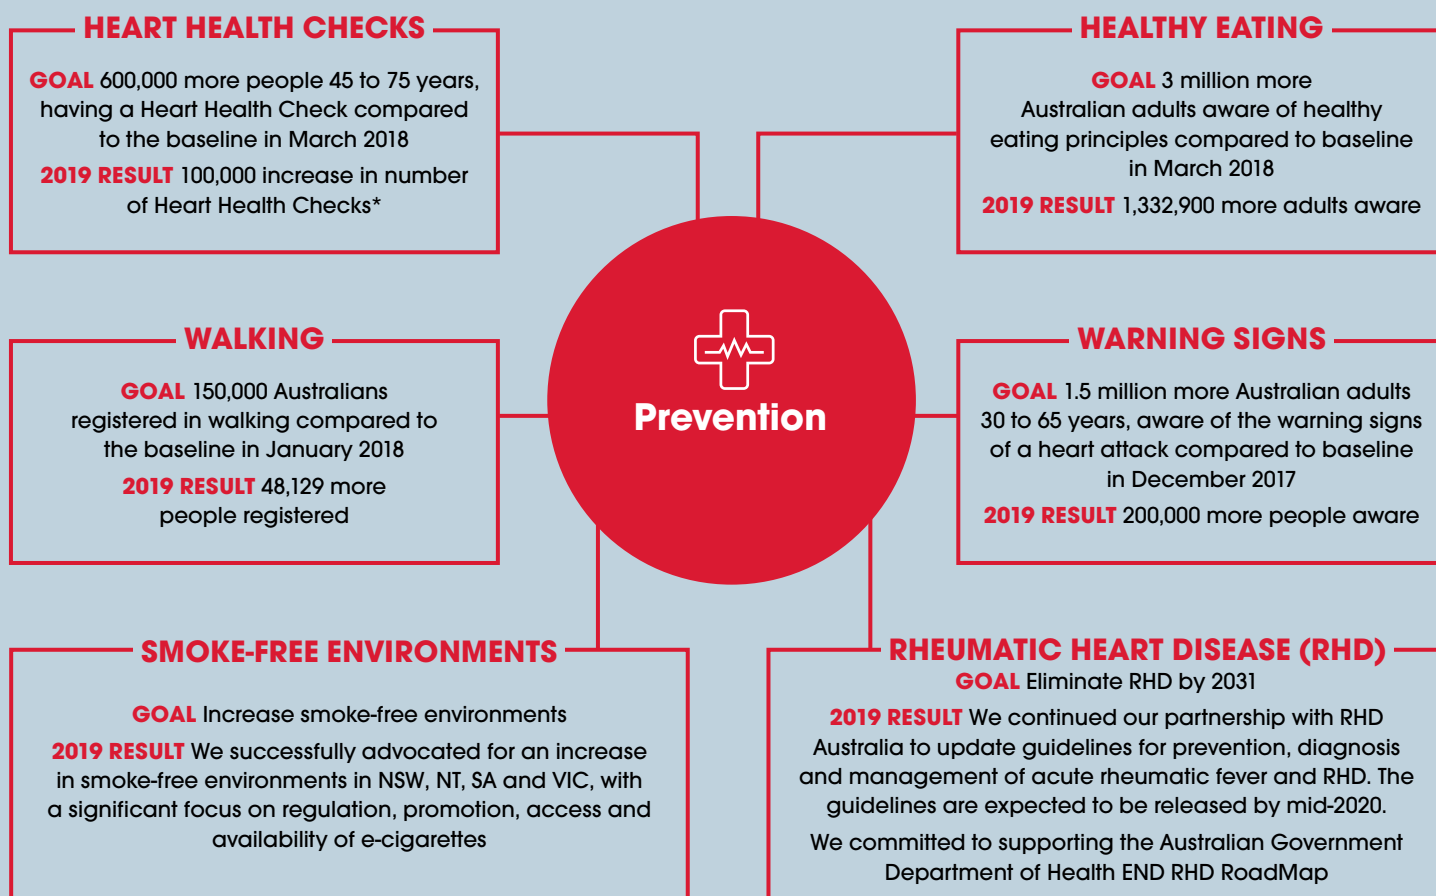 HEART HEALTH CHECKS
GOAL 600,000 more people 45 to 75 years,
having a Heart Health Check compared
to the baseline in March 2018
2019 RESULT 100,000 increase in number
of Heart Health Checks*
HEALTHY EATING
GOAL 3 million more
Australian adults aware of healthy
eating principles compared to baseline
in March 2018
2019 RESULT 1,332,900 more adults aware
WALKING
GOAL 150,000 Australians
registered in walking compared to
the baseline in January 2018
2019 RESULT 48,129 more
people registered
Prevention
WARNING SIGNS
GOAL 1.5 million more Australian adults
30 to 65 years, aware of the warning signs
of a heart attack compared to baseline
in December 2017
2019 RESULT 200,000 more people aware
SMOKE-FREE ENVIRONMENTS
GOAL Increase smoke-free environments
2019 RESULT We successfully advocated for an increase
in smoke-free environments in NSW, NT, SA and VIC, with
a significant focus on regulation, promotion, access and
availability of e-cigarettes
RHEUMATIC HEART DISEASE (RHD)
GOAL Eliminate RHD by 2031
2019 RESULT We continued our partnership with RHD
Australia to update guidelines for prevention, diagnosis
and management of acute rheumatic fever and RHD. The
guidelines are expected to be released by mid-2020.
We committed to supporting the Australian Government
Department of Health END RHD RoadMap